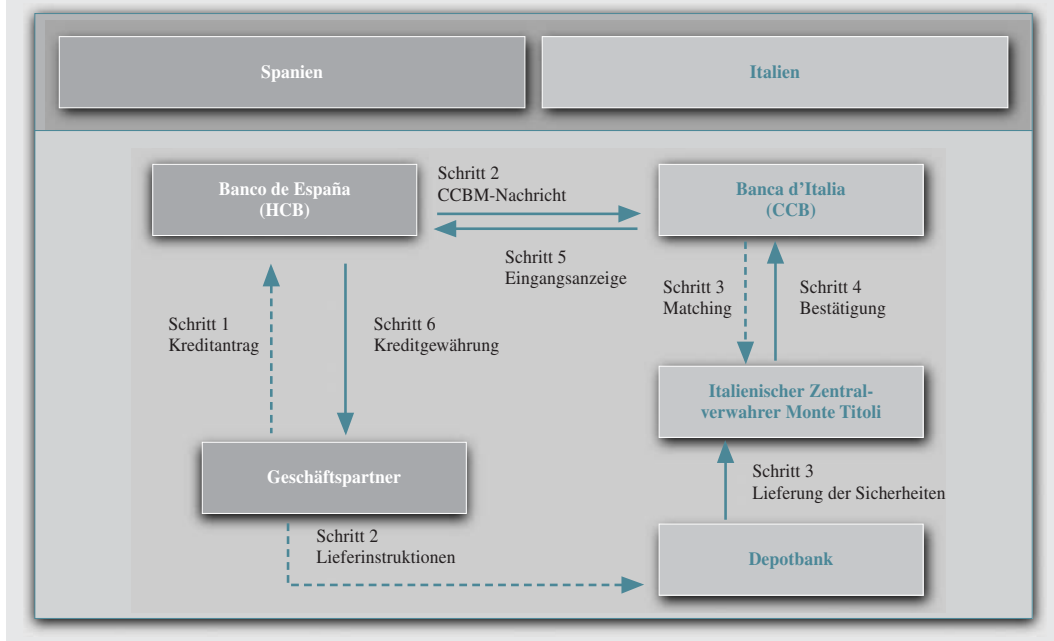 Spanien
Italien
Banco de España
(HCB)
Schritt 2
CCBM-Nachricht
Banca d’Italia
(CCB)
Schritt 5
Eingangsanzeige
Schritt 3
Matching
Schritt 4
Bestätigung
Schritt 1
Kreditantrag
Schritt 6
Kreditgewährung
Italienischer Zentral-
verwahrer Monte Titoli
Geschäftspartner
Schritt 3
Lieferung der Sicherheiten
Schritt 2
Lieferinstruktionen
Depotbank